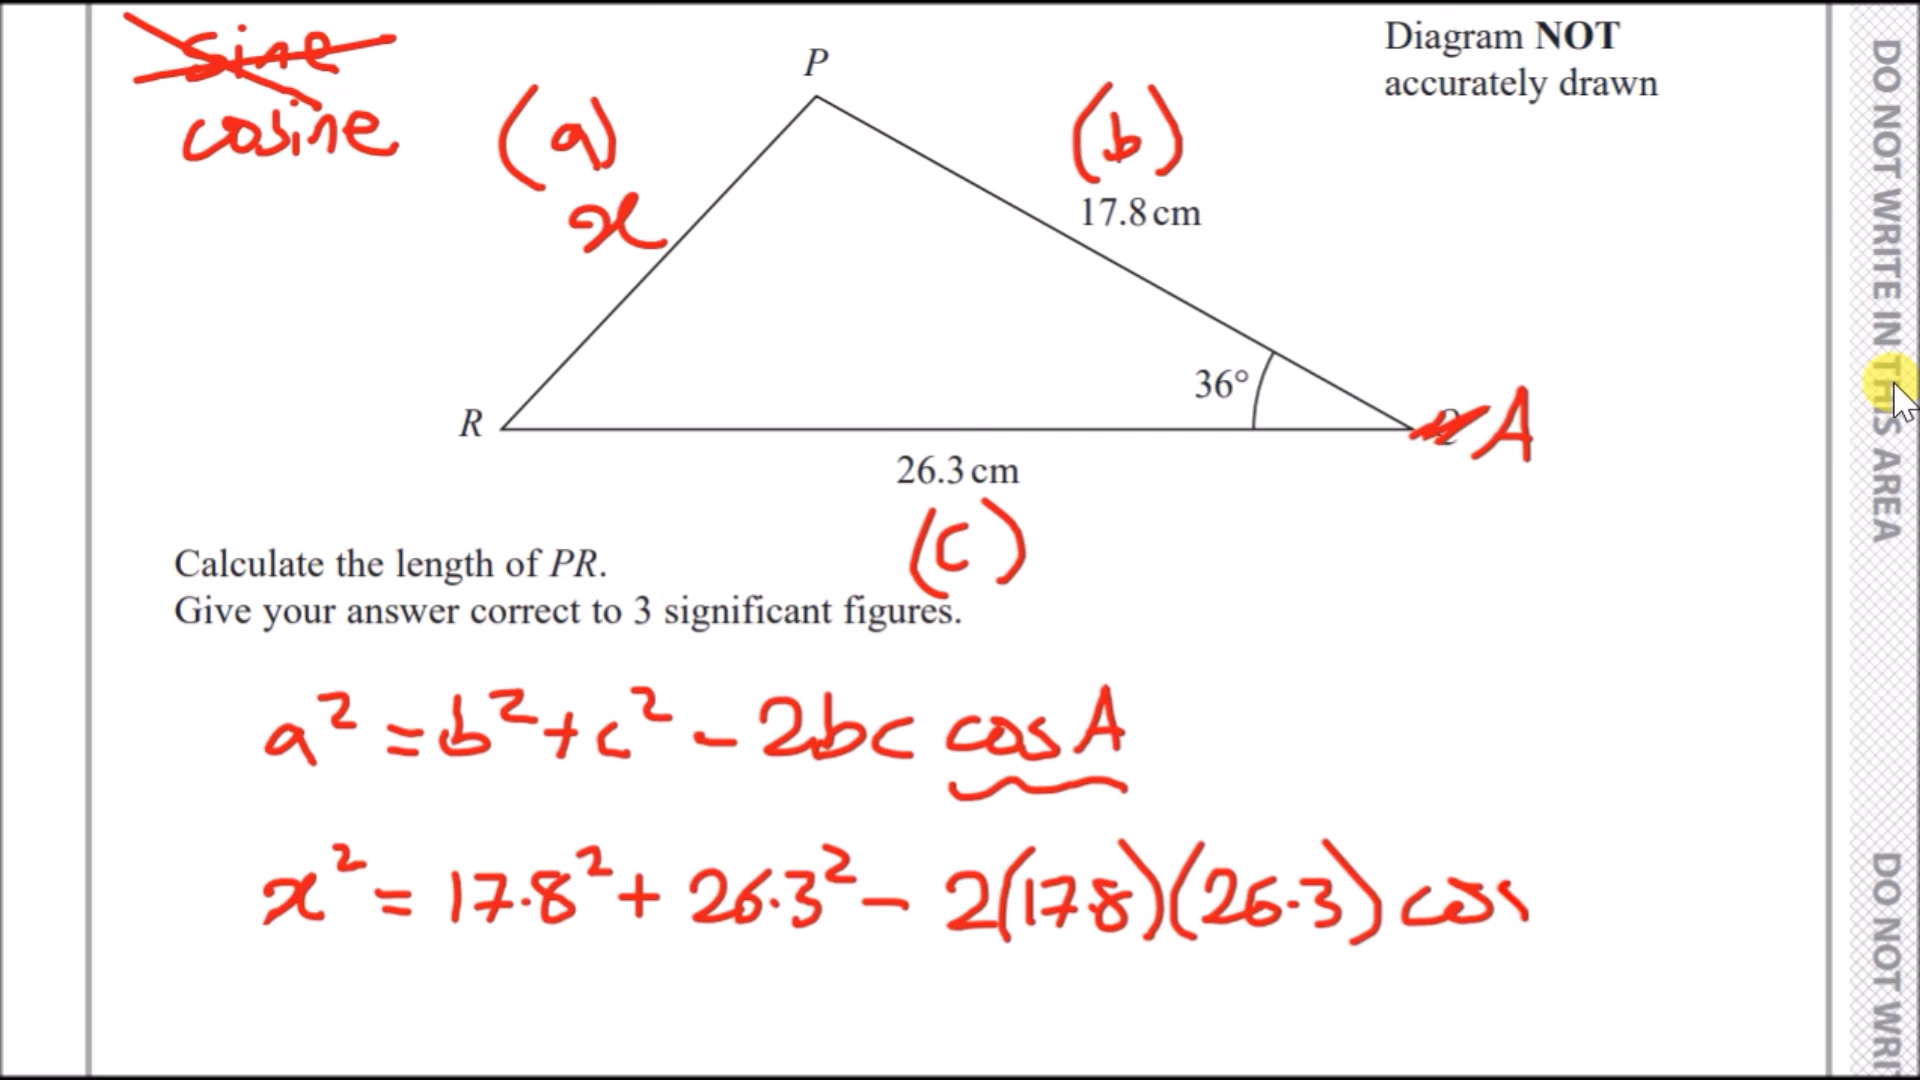 sine
cosine
P
Diagram NOT
accurately drawn
(a)
x
(b)
17.8 cm
36°
R
A
26.3 cm
(c)
Calculate the length of PR.
Give your answer correct to 3 significant figures.
a² = b² + c² - 2bc cos A
x² = 17.8² + 26.3² - 2(17.8)(26.3) cos
DO NOT WRITE IN THIS AREA
DO NOT WRI